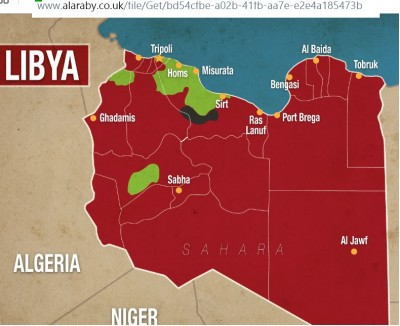 www.alaraby.co.uk/file/Get/bd54cfbe-a02b-41fb-aa7e-e2e4a185473b
LIBYA
Tripoli
Homs
Misurata
Al Baida
Tobruk
Bengasi
Sirt
Ras
Lanuf
Port Brega
Ghadamis
Sabha
SAHARA
Al Jawf
ALGERIA
NIGER